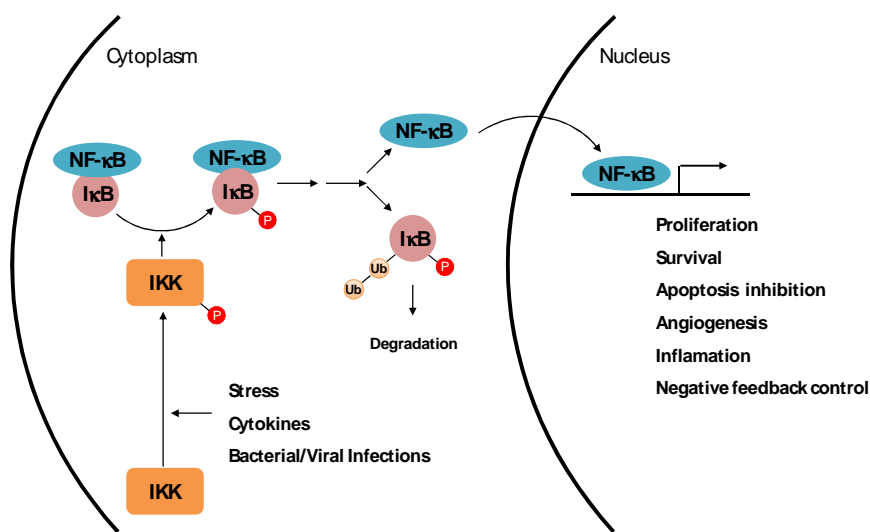 Cytoplasm
Nucleus
NF-κB
IκB
NF-κB
IκB
P
NF-κB
NF-κB
IκB
Ub
Ub
P
Degradation
IKK
P
Stress
Cytokines
Bacterial/Viral Infections
IKK
Proliferation
Survival
Apoptosis inhibition
Angiogenesis
Inflamation
Negative feedback control